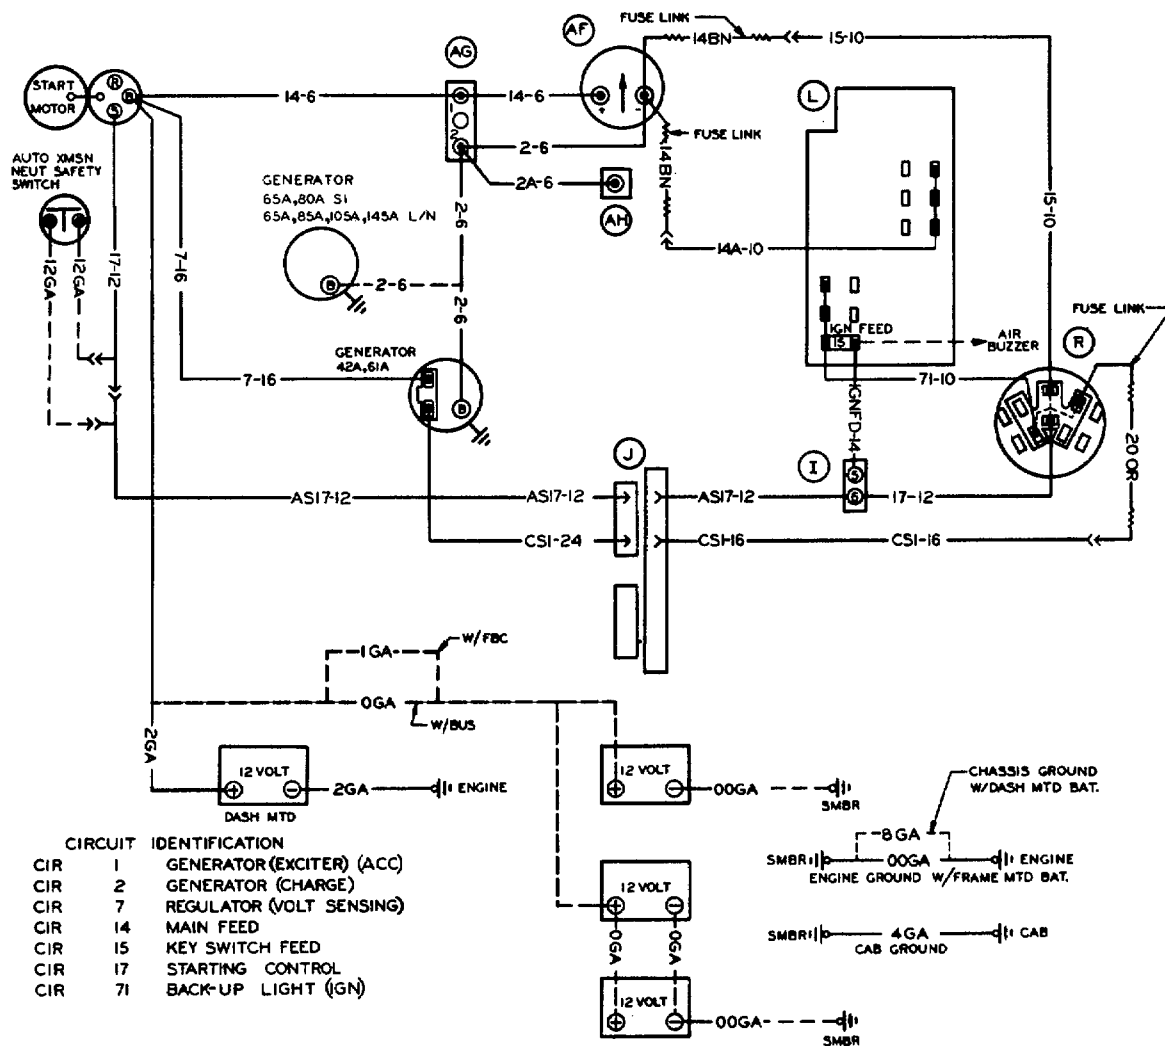 FUSE LINK
AF
AG
14BN
15-10
START
MOTOR
R
B
S
14-6
1
2
14-6
+
-
L
FUSE LINK
2-6
14BN
AUTO XMSN
NEUT SAFETY
SWITCH
GENERATOR
65A,80A SI
65A,85A,105A,145A L/N
2A-6
AH
15-10
2-6
12GA
12GA
17-12
7-16
14A-10
B
2-6
2-6
FUSE LINK
IGN FEED
15
AIR
BUZZER
R
GENERATOR
42A,61A
7-16
71-10
B
IGNFD-14
20 OR
J
I
5
6
AS17-12
AS17-12
AS17-12
17-12
CS1-24
CS1-16
CS1-16
1GA
W/FBC
0GA
W/BUS
2GA
12 VOLT
+
-
2GA
ENGINE
DASH MTD
12 VOLT
+
-
00GA
SMBR
CHASSIS GROUND
W/DASH MTD BAT.
8 GA
SMBR
00GA
ENGINE
ENGINE GROUND W/FRAME MTD BAT.
12 VOLT
+
-
0GA
0GA
SMBR
4GA
CAB
CAB GROUND
12 VOLT
+
-
00GA
SMBR
CIRCUIT IDENTIFICATION
CIR 1 GENERATOR (EXCITER) (ACC)
CIR 2 GENERATOR (CHARGE)
CIR 7 REGULATOR (VOLT SENSING)
CIR 14 MAIN FEED
CIR 15 KEY SWITCH FEED
CIR 17 STARTING CONTROL
CIR 71 BACK-UP LIGHT (IGN)